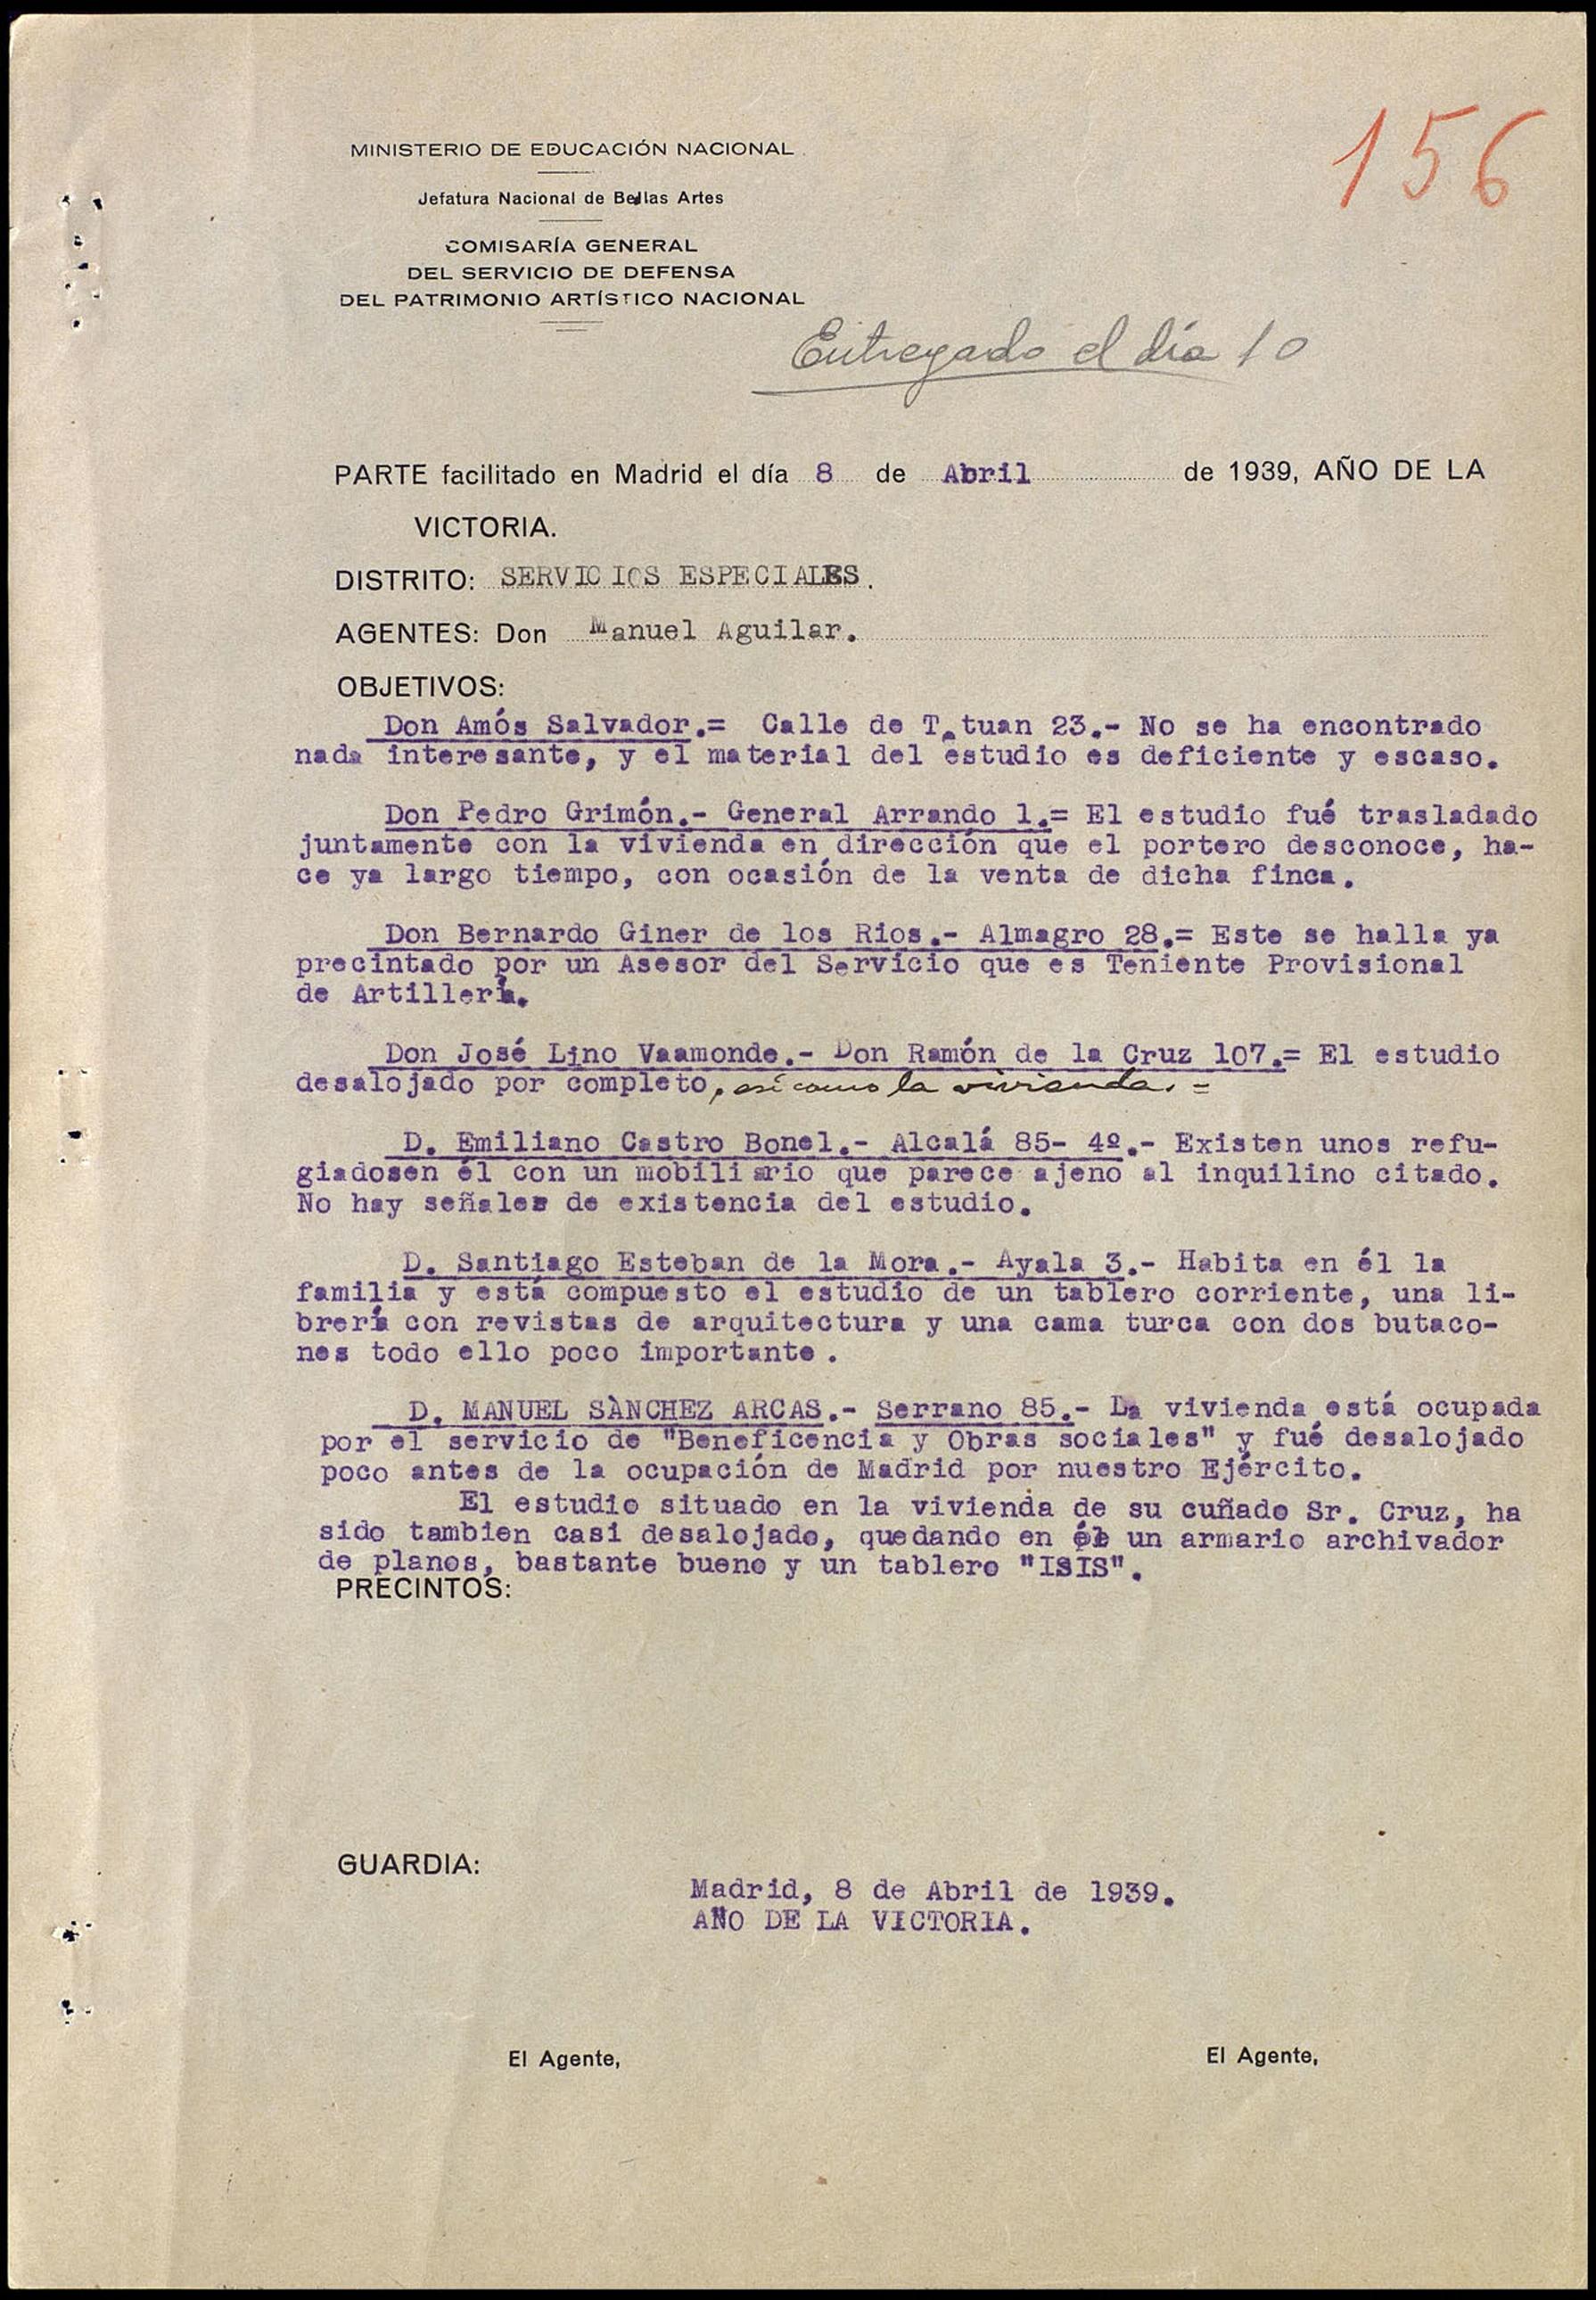 156
MINISTERIO DE EDUCACIÓN NACIONAL
Jefatura Nacional de Bellas Artes
COMISARÍA GENERAL
DEL SERVICIO DE DEFENSA
DEL PATRIMONIO ARTÍSTICO NACIONAL
Entregado el día 10
PARTE facilitado en Madrid el día 8 de Abril de 1939, AÑO DE LA
VICTORIA.
DISTRITO: SERVICIOS ESPECIALES.
AGENTES: Don Manuel Aguilar.
OBJETIVOS:
Don Amós Salvador.= Calle de Tetuan 23.- No se ha encontrado
nada interesante, y el material del estudio es deficiente y escaso.
Don Pedro Grimón.- General Arrando 1.= El estudio fué trasladado
juntamente con la vivienda en dirección que el portero desconoce, ha-
ce ya largo tiempo, con ocasión de la venta de dicha finca.
Don Bernardo Giner de los Rios.- Almagro 28.= Este se halla ya
precintado por un Asesor del Servicio que es Teniente Provisional
de Artillería.
Don José Lino Vaamonde.- Don Ramón de la Cruz 107.= El estudio
desalojado por completo, así como la vivienda.=
D. Emiliano Castro Bonel.- Alcalá 85- 4º.- Existen unos refu-
giadosen él con un mobiliario que parece ajeno al inquilino citado.
No hay señales de existencia del estudio.
D. Santiago Esteban de la Mora.- Ayala 3.- Habita en él la
familia y está compuesto el estudio de un tablero corriente, una li-
brería con revistas de arquitectura y una cama turca con dos butaco-
nes todo ello poco importante.
D. MANUEL SÀNCHEZ ARCAS.- Serrano 85.- La vivienda está ocupada
por el servicio de "Beneficencia y Obras sociales" y fué desalojado
poco antes de la ocupación de Madrid por nuestro Ejército.
El estudio situado en la vivienda de su cuñado Sr. Cruz, ha
sido tambien casi desalojado, quedando en él un armario archivador
de planos, bastante bueno y un tablero "ISIS".
PRECINTOS:
GUARDIA:
Madrid, 8 de Abril de 1939.
AÑO DE LA VICTORIA.
El Agente,
El Agente,